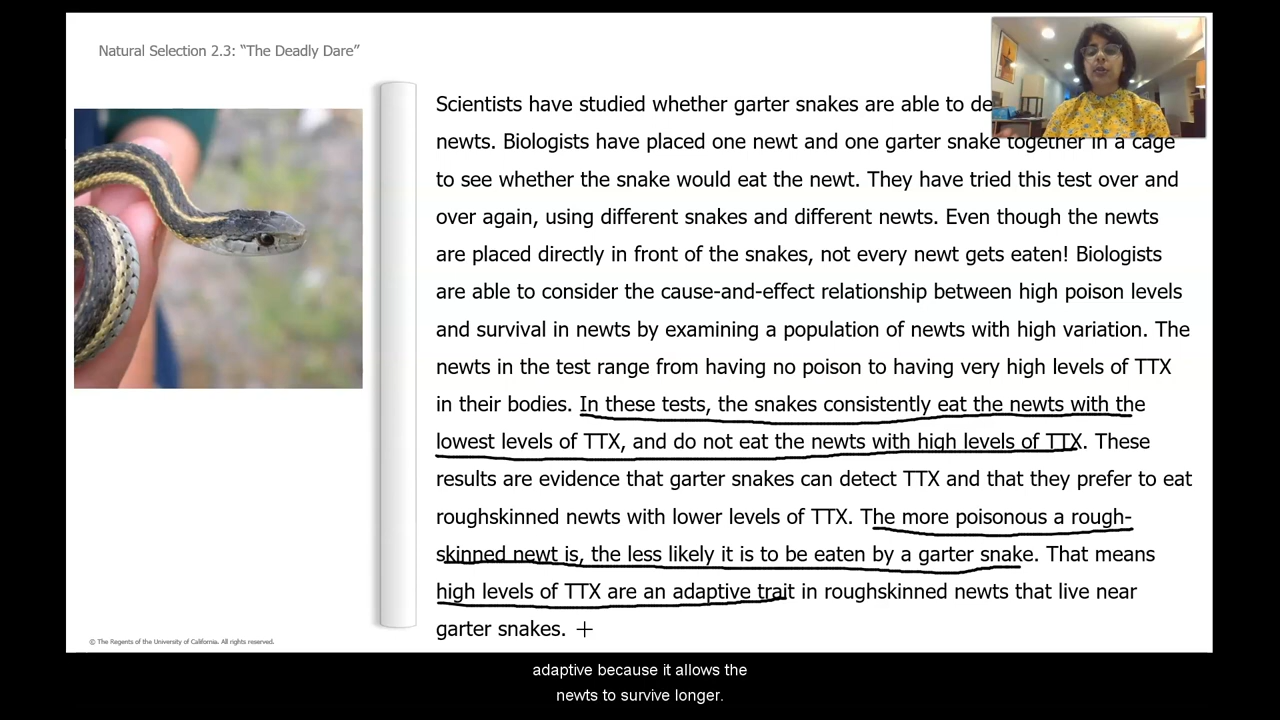 Natural Selection 2.3: “The Deadly Dare”
Scientists have studied whether garter snakes are able to de
newts. Biologists have placed one newt and one garter snake together in a cage
to see whether the snake would eat the newt. They have tried this test over and
over again, using different snakes and different newts. Even though the newts
are placed directly in front of the snakes, not every newt gets eaten! Biologists
are able to consider the cause-and-effect relationship between high poison levels
and survival in newts by examining a population of newts with high variation. The
newts in the test range from having no poison to having very high levels of TTX
in their bodies. In these tests, the snakes consistently eat the newts with the
lowest levels of TTX, and do not eat the newts with high levels of TTX. These
results are evidence that garter snakes can detect TTX and that they prefer to eat
roughskinned newts with lower levels of TTX. The more poisonous a rough-
skinned newt is, the less likely it is to be eaten by a garter snake. That means
high levels of TTX are an adaptive trait in roughskinned newts that live near
garter snakes.
© The Regents of the University of California. All rights reserved.
adaptive because it allows the
newts to survive longer.